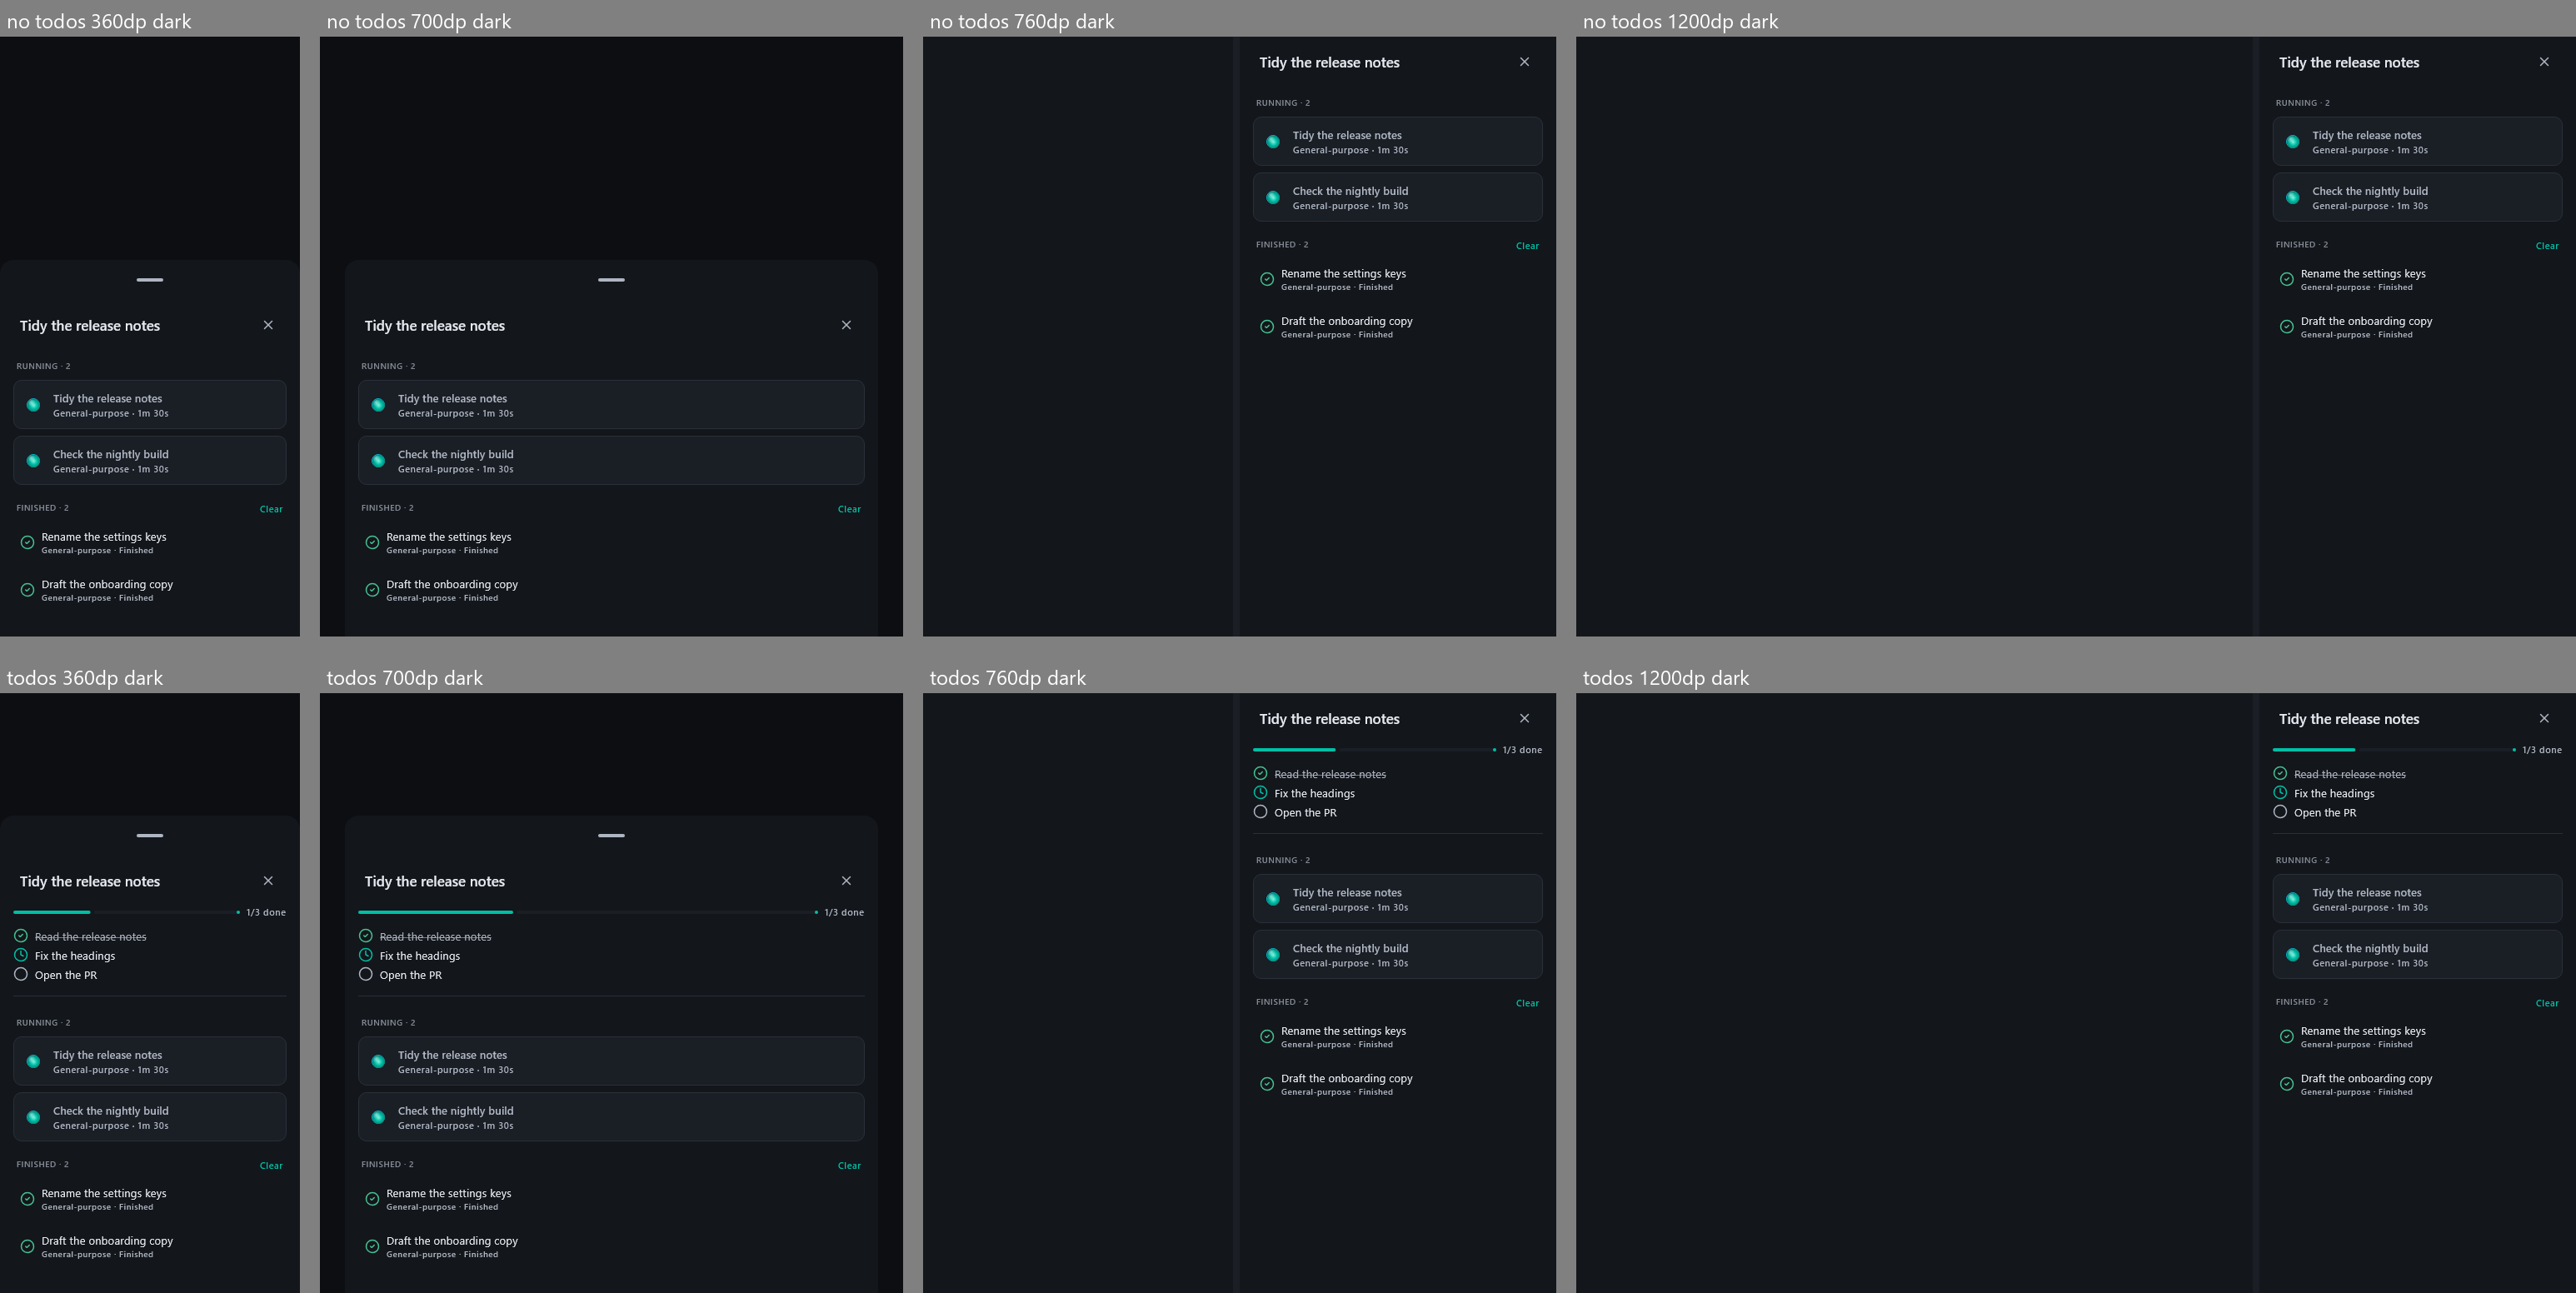 no todos 360dp dark
Tidy the release notes
RUNNING · 2
Tidy the release notes
General-purpose · 1m 30s
Check the nightly build
General-purpose · 1m 30s
FINISHED · 2
Clear
Rename the settings keys
General-purpose · Finished
Draft the onboarding copy
General-purpose · Finished
no todos 700dp dark
Tidy the release notes
RUNNING · 2
Tidy the release notes
General-purpose · 1m 30s
Check the nightly build
General-purpose · 1m 30s
FINISHED · 2
Clear
Rename the settings keys
General-purpose · Finished
Draft the onboarding copy
General-purpose · Finished
no todos 760dp dark
Tidy the release notes
RUNNING · 2
Tidy the release notes
General-purpose · 1m 30s
Check the nightly build
General-purpose · 1m 30s
FINISHED · 2
Clear
Rename the settings keys
General-purpose · Finished
Draft the onboarding copy
General-purpose · Finished
no todos 1200dp dark
Tidy the release notes
RUNNING · 2
Tidy the release notes
General-purpose · 1m 30s
Check the nightly build
General-purpose · 1m 30s
FINISHED · 2
Clear
Rename the settings keys
General-purpose · Finished
Draft the onboarding copy
General-purpose · Finished
todos 360dp dark
Tidy the release notes
1/3 done
Read the release notes
Fix the headings
Open the PR
RUNNING · 2
Tidy the release notes
General-purpose · 1m 30s
Check the nightly build
General-purpose · 1m 30s
FINISHED · 2
Clear
Rename the settings keys
General-purpose · Finished
Draft the onboarding copy
General-purpose · Finished
todos 700dp dark
Tidy the release notes
1/3 done
Read the release notes
Fix the headings
Open the PR
RUNNING · 2
Tidy the release notes
General-purpose · 1m 30s
Check the nightly build
General-purpose · 1m 30s
FINISHED · 2
Clear
Rename the settings keys
General-purpose · Finished
Draft the onboarding copy
General-purpose · Finished
todos 760dp dark
Tidy the release notes
1/3 done
Read the release notes
Fix the headings
Open the PR
RUNNING · 2
Tidy the release notes
General-purpose · 1m 30s
Check the nightly build
General-purpose · 1m 30s
FINISHED · 2
Clear
Rename the settings keys
General-purpose · Finished
Draft the onboarding copy
General-purpose · Finished
todos 1200dp dark
Tidy the release notes
1/3 done
Read the release notes
Fix the headings
Open the PR
RUNNING · 2
Tidy the release notes
General-purpose · 1m 30s
Check the nightly build
General-purpose · 1m 30s
FINISHED · 2
Clear
Rename the settings keys
General-purpose · Finished
Draft the onboarding copy
General-purpose · Finished